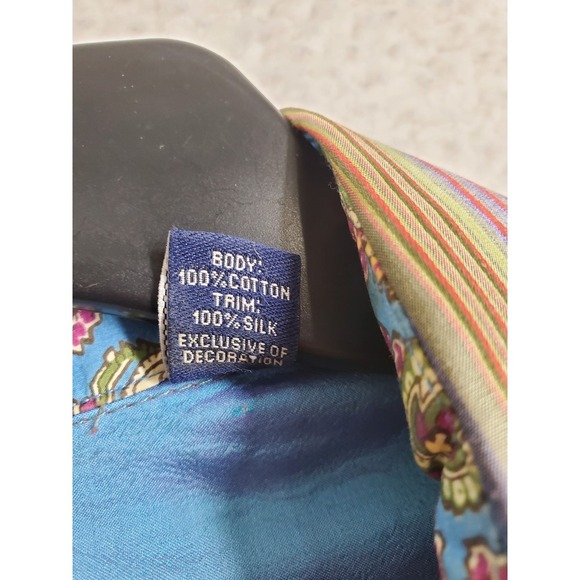 BODY:
100%COTTON
TRIM:
100%SILK
EXCLUSIVE OF
DECORATION